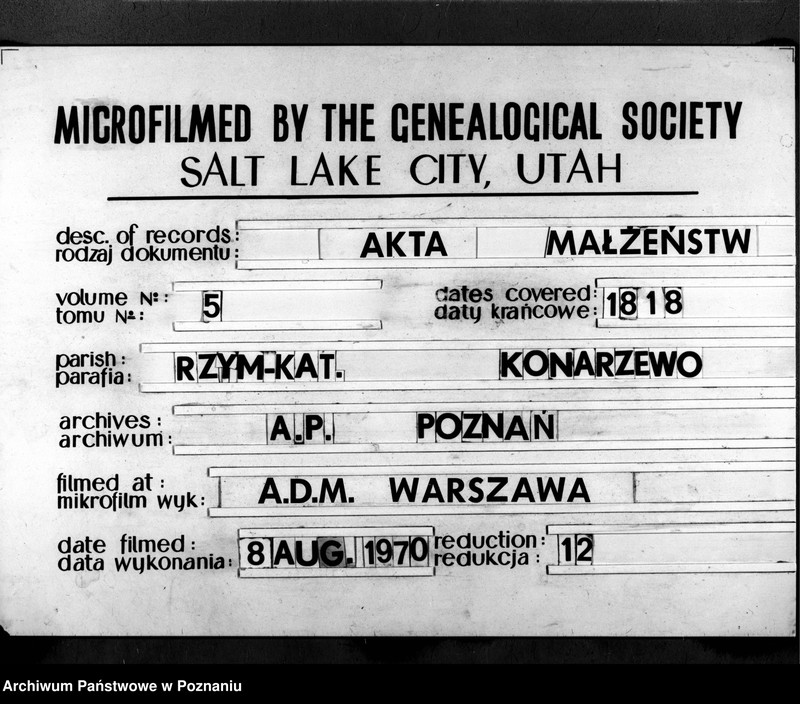 MICROFILMED BY THE GENEALOGICAL SOCIETY
SALT LAKE CITY, UTAH
desc. of records:
rodzaj dokumentu: AKTA MAŁŻEŃSTW
volume №: 5
tomu №:
dates covered: 1818
daty krańcowe:
parish: RZYM-KAT. KONARZEWO
parafia:
archives: A.P. POZNAŃ
archiwum:
filmed at: A.D.M. WARSZAWA
mikrofilm wyk:
date filmed: 8 AUG. 1970
data wykonania:
reduction: 12
redukcja:
Archiwum Państwowe w Poznaniu